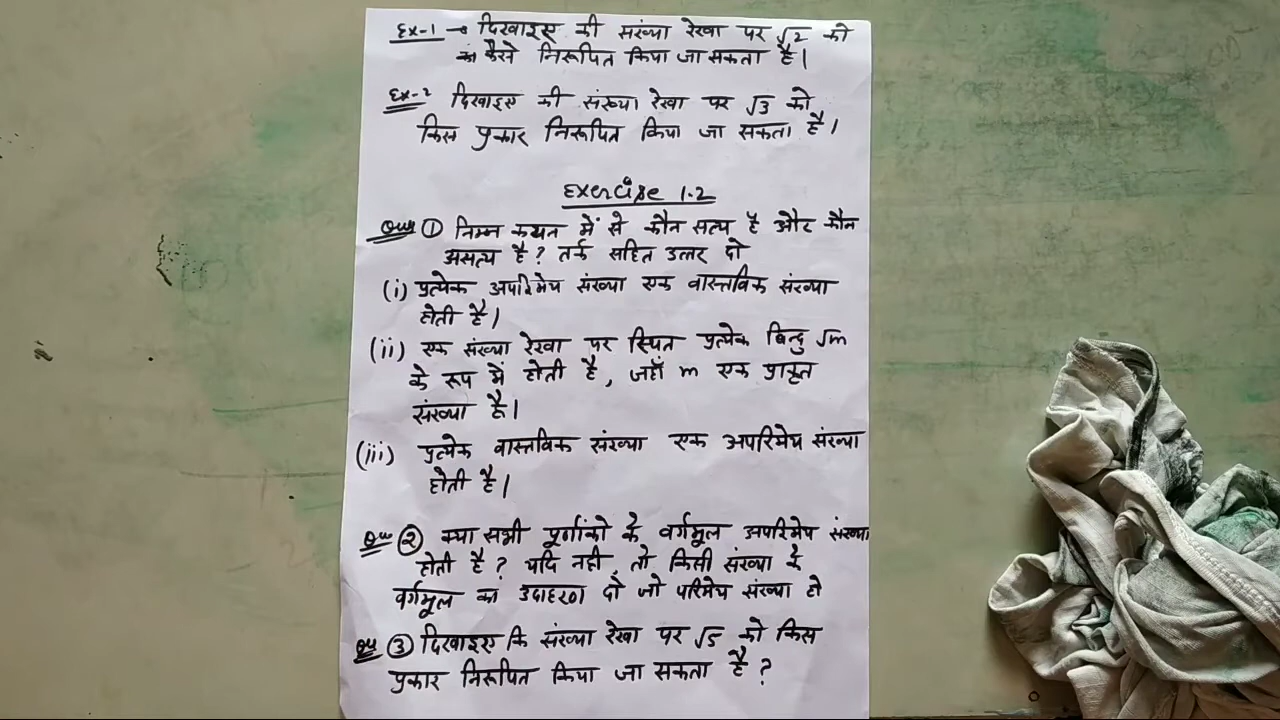 Ex-1 → दिखाइए की संख्या रेखा पर √2 को
कैसे निरूपित किया जा सकता है।
Ex-2 दिखाइए की संख्या रेखा पर √3 को
किस प्रकार निरूपित किया जा सकता है।
Exercise 1.2
Que ① निम्न कथन में से कौन सत्य है और कौन
असत्य है? तर्क सहित उत्तर दो
(i) प्रत्येक अपरिमेय संख्या एक वास्तविक संख्या
होती है।
(ii) एक संख्या रेखा पर स्थित प्रत्येक बिन्दु √m
के रूप में होती है, जहाँ m एक प्राकृत
संख्या है।
(iii) प्रत्येक वास्तविक संख्या एक अपरिमेय संख्या
होती है।
Que ② क्या सभी पूर्णांको के वर्गमूल अपरिमेय संख्या
होती है? यदि नही, तो किसी संख्या के
वर्गमूल का उदाहरण दो जो परिमेय संख्या हो
Que ③ दिखाइए कि संख्या रेखा पर √5 को किस
प्रकार निरूपित किया जा सकता है?